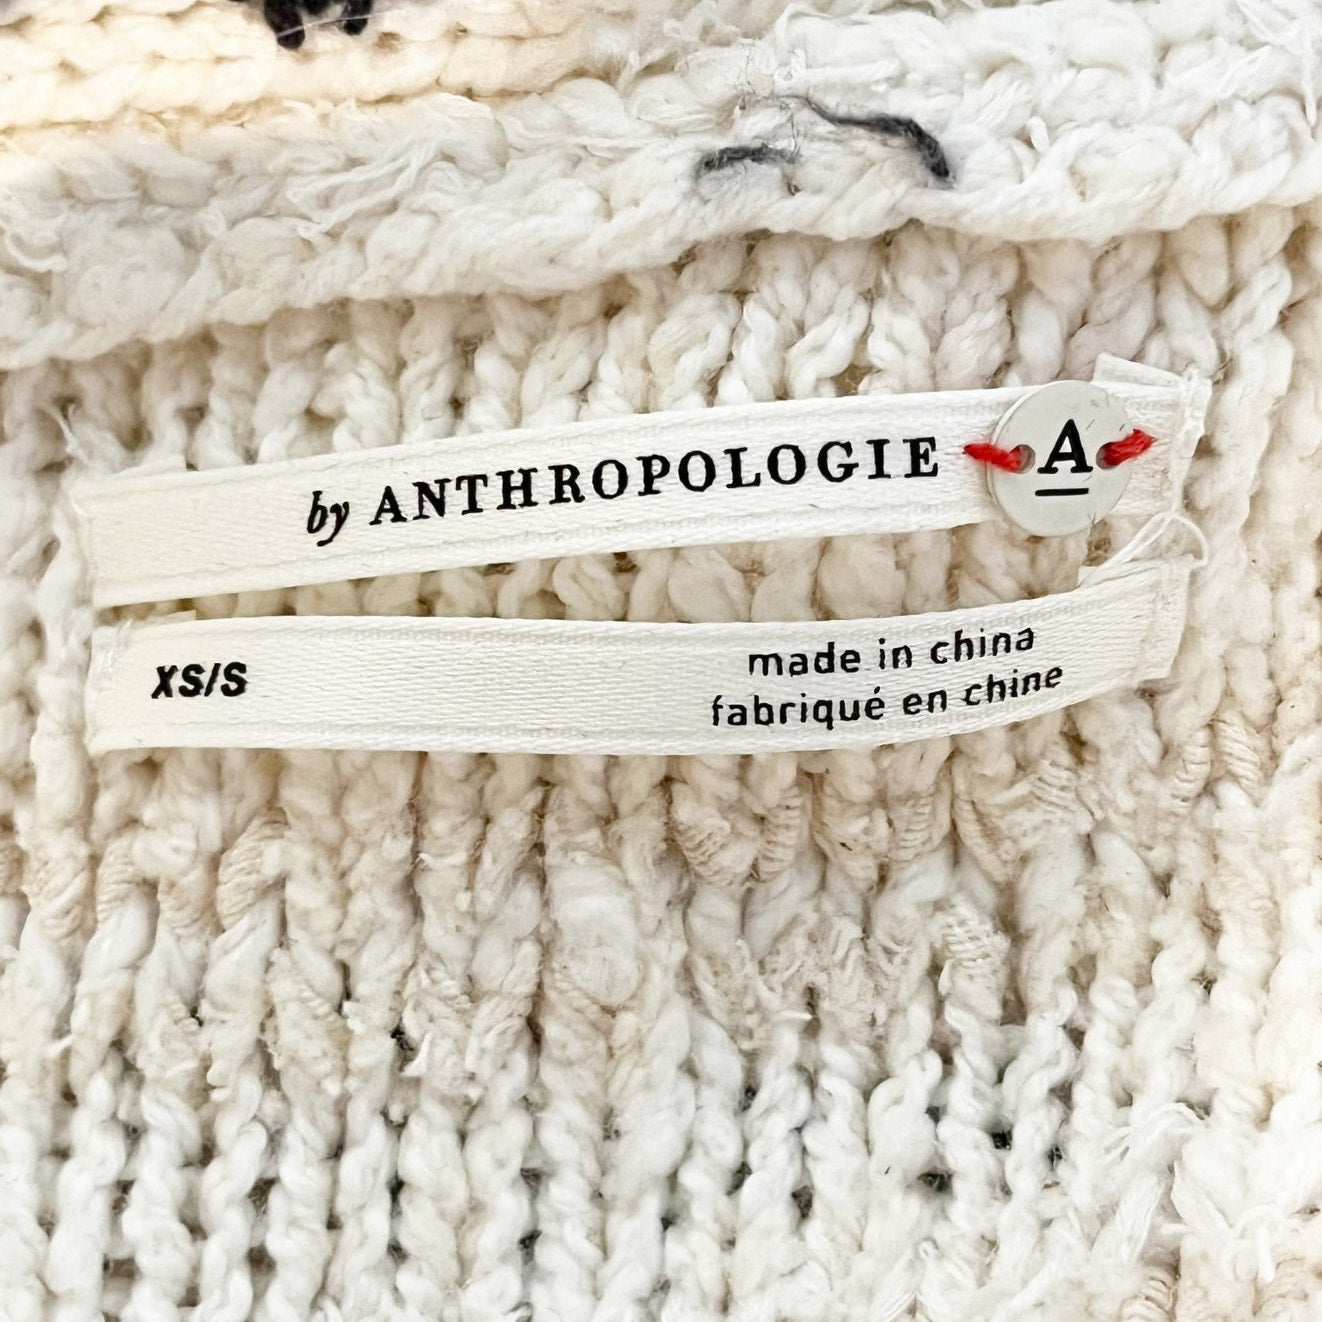 by ANTHROPOLOGIE A
XS/S
made in china
fabriqué en chine